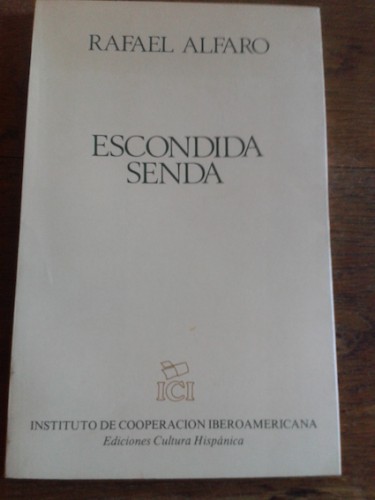 RAFAEL ALFARO
ESCONDIDA
SENDA
ICI
INSTITUTO DE COOPERACION IBEROAMERICANA
Ediciones Cultura Hispánica